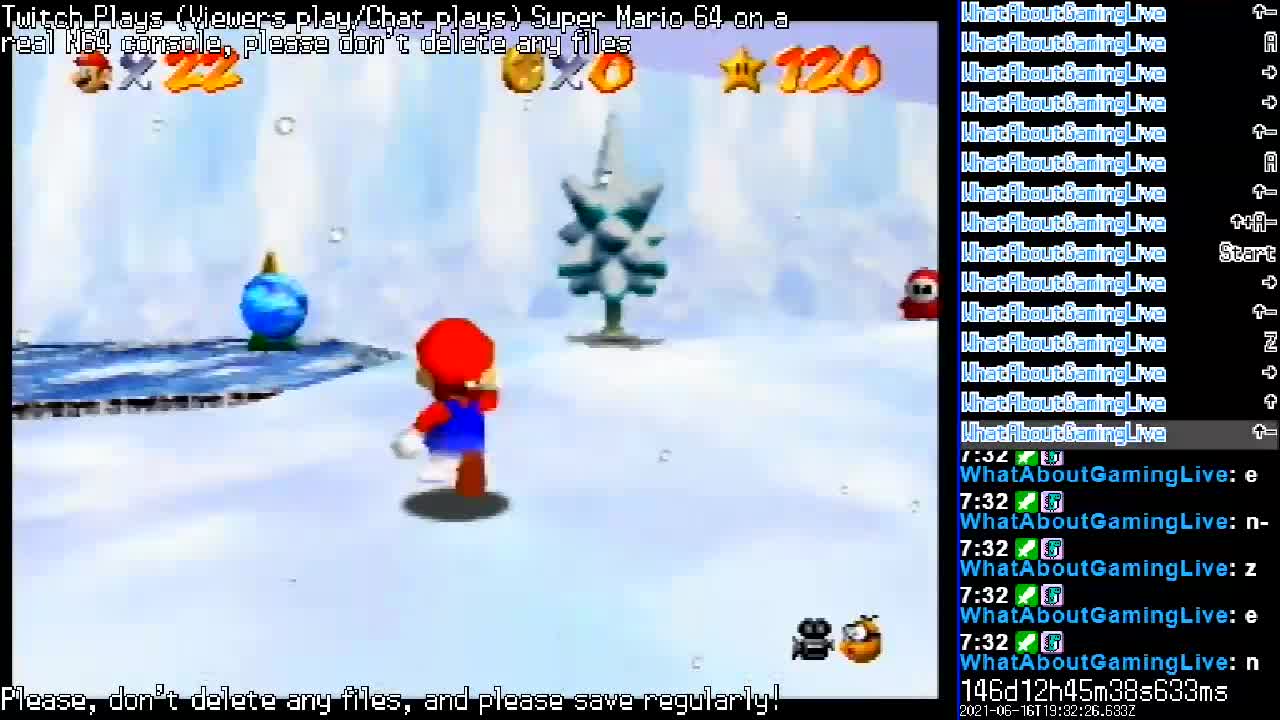 Twitch Plays (Viewers play/Chat plays) Super Mario 64 on a
real N64 console, please don't delete any files
x 22
x 0
120
WhatAboutGamingLive ↑-
WhatAboutGamingLive A
WhatAboutGamingLive →
WhatAboutGamingLive →
WhatAboutGamingLive ↑-
WhatAboutGamingLive A
WhatAboutGamingLive ↑-
WhatAboutGamingLive ↑+A-
WhatAboutGamingLive Start
WhatAboutGamingLive →
WhatAboutGamingLive ↑-
WhatAboutGamingLive Z
WhatAboutGamingLive →
WhatAboutGamingLive ↑
WhatAboutGamingLive ↑-
7:32
WhatAboutGamingLive: e
7:32
WhatAboutGamingLive: n-
7:32
WhatAboutGamingLive: z
7:32
WhatAboutGamingLive: e
7:32
WhatAboutGamingLive: n
146d12h45m38s633ms
2021-06-16T19:32:26.633Z
Please, don't delete any files, and please save regularly!